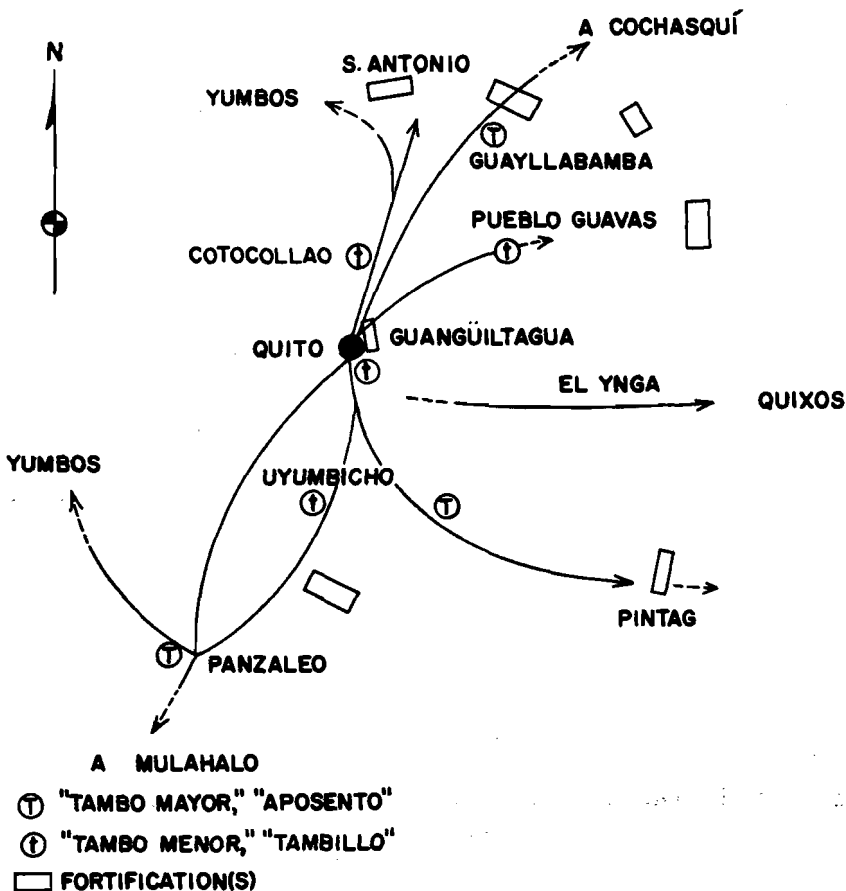 A COCHASQUÍ
N
S. ANTONIO
YUMBOS
T
GUAYLLABAMBA
PUEBLO GUAVAS
COTOCOLLAO
t
t
QUITO
GUANGÜILTAGUA
t
EL YNGA
QUIXOS
YUMBOS
UYUMBICHO
t
T
PINTAG
T
PANZALEO
A MULAHALO
T "TAMBO MAYOR," "APOSENTO"
t "TAMBO MENOR," "TAMBILLO"
FORTIFICATION(S)